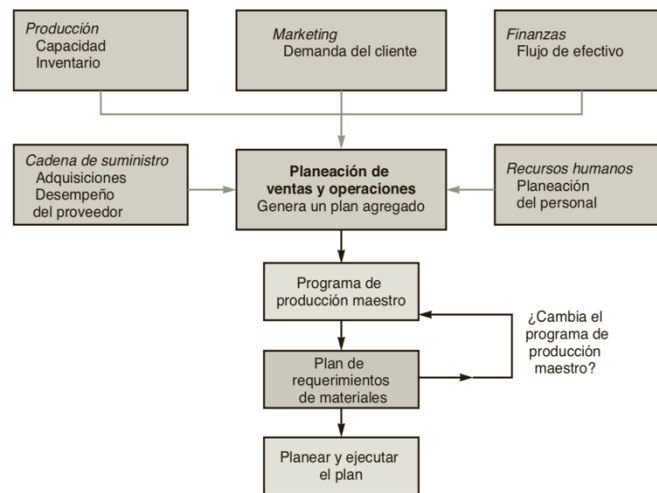 Producción
Capacidad
Inventario
Marketing
Demanda del cliente
Finanzas
Flujo de efectivo
Cadena de suministro
Adquisiciones
Desempeño
del proveedor
Planeación de
ventas y operaciones
Genera un plan agregado
Recursos humanos
Planeación
del personal
Programa de
producción maestro
¿Cambia el
programa de
producción
maestro?
Plan de
requerimientos
de materiales
Planear y ejecutar
el plan